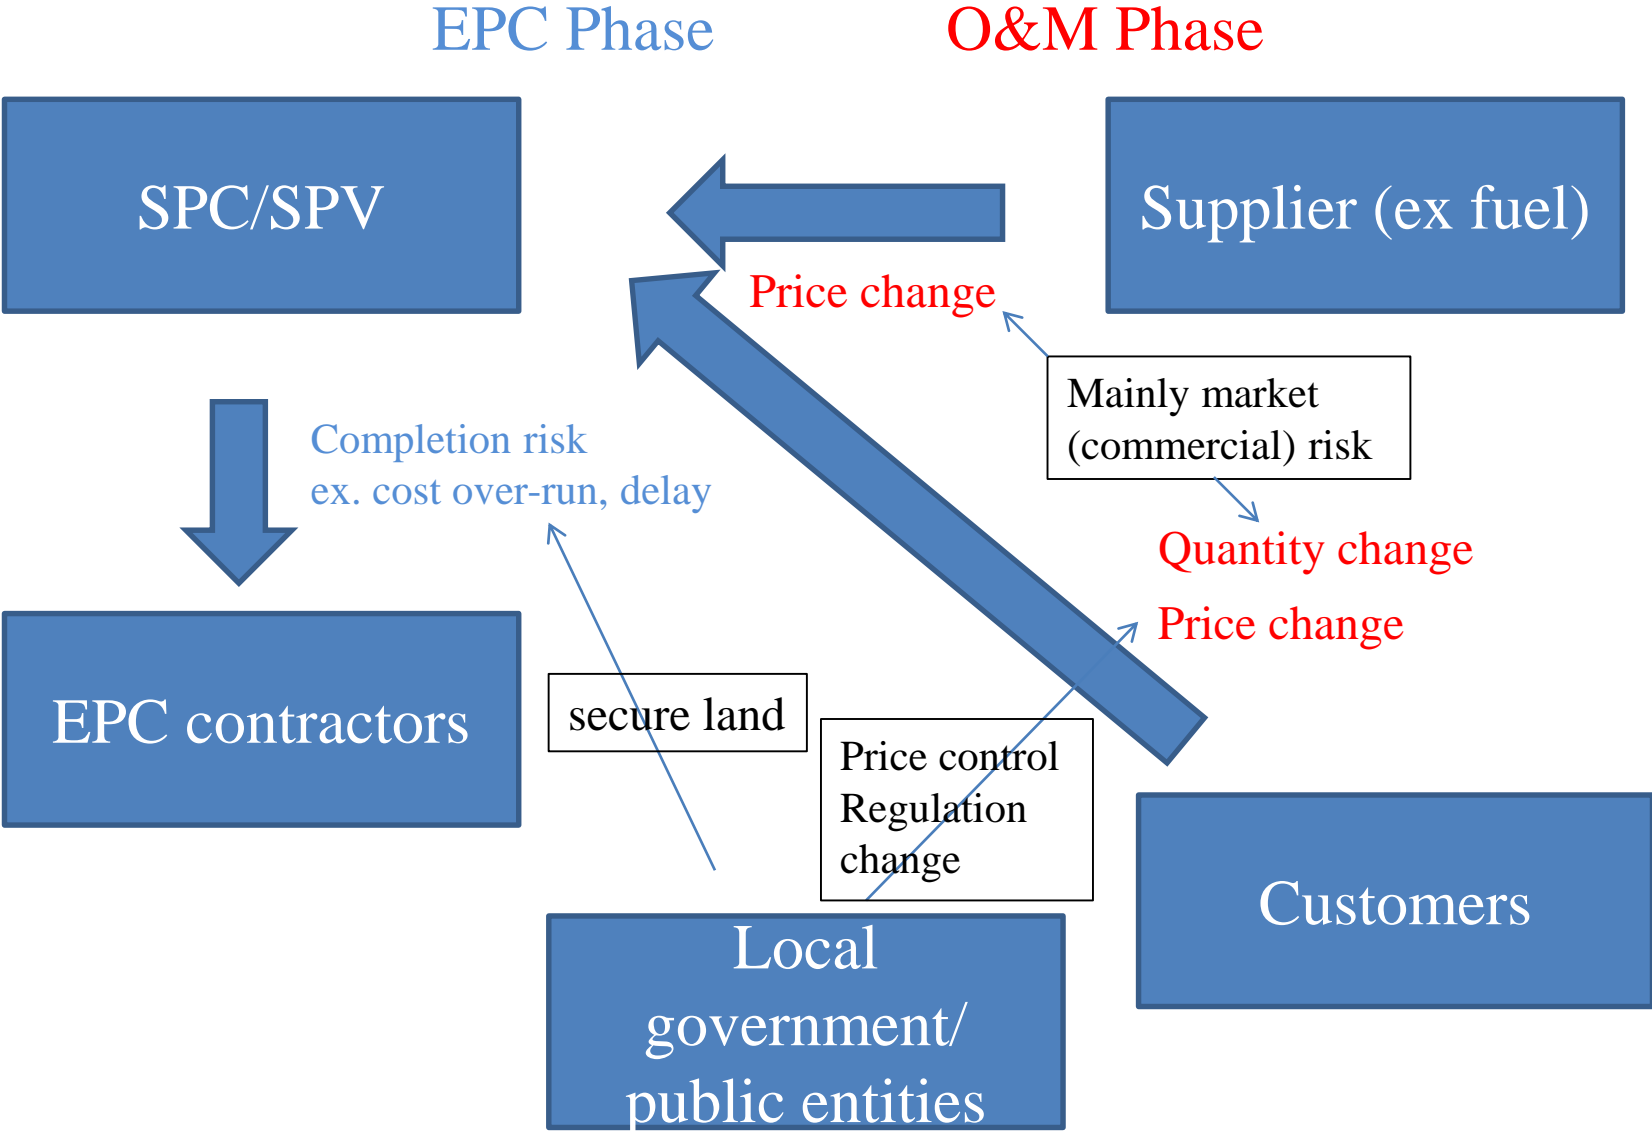 EPC Phase
O&M Phase
SPC/SPV
Supplier (ex fuel)
Price change
Mainly market
(commercial) risk
Completion risk
ex. cost over-run, delay
Quantity change
Price change
EPC contractors
secure land
Price control
Regulation
change
Customers
Local
government/
public entities